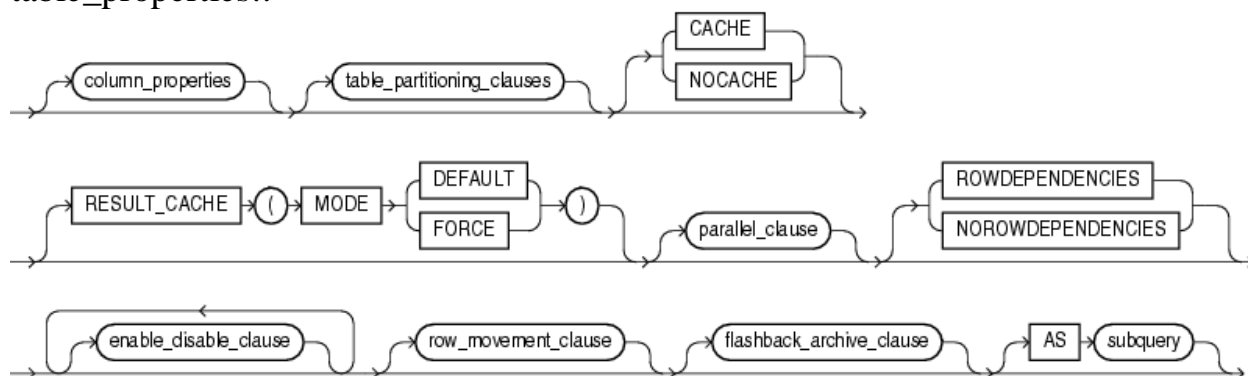 table_properties::
CACHE
column_properties table_partitioning_clauses NOCACHE
DEFAULT ROWDEPENDENCIES
RESULT_CACHE ( MODE ) parallel_clause
FORCE NOROWDEPENDENCIES
enable_disable_clause row_movement_clause flashback_archive_clause AS subquery